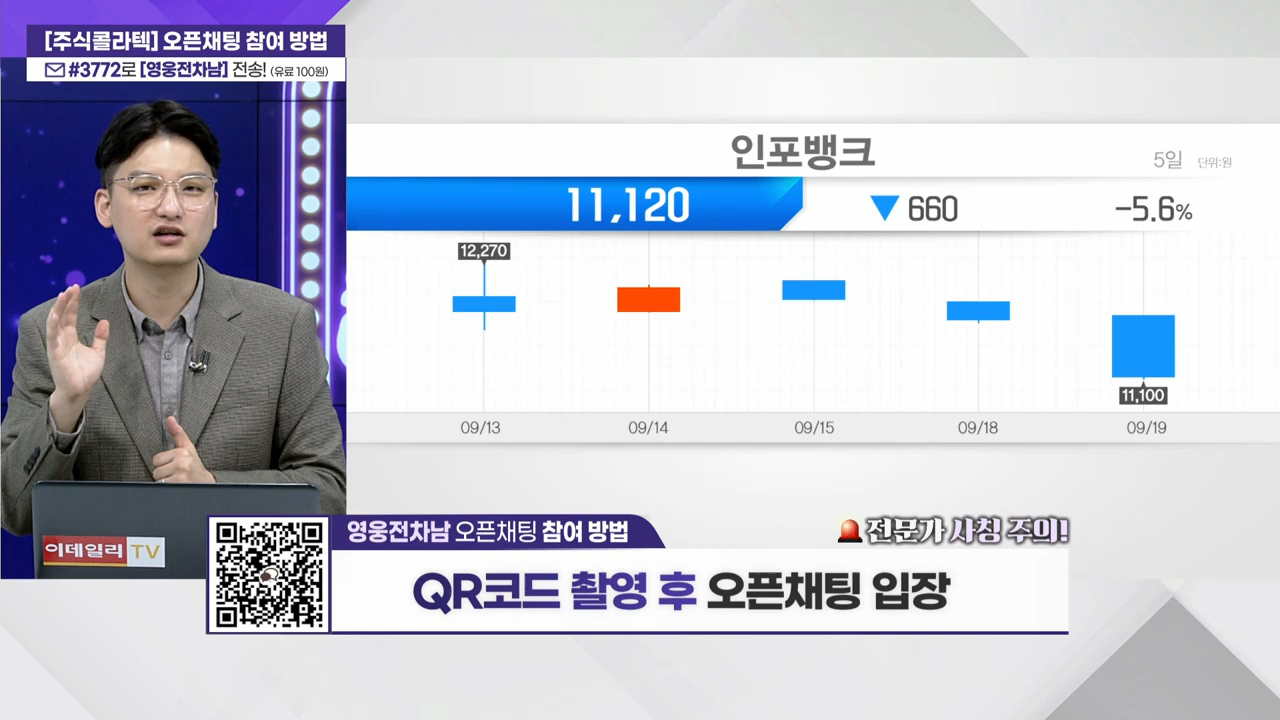 [주식콜라텍] 오픈채팅 참여 방법
#3772로 [영웅전차남] 전송! (유료 100원)
인포뱅크
5일 단위:원
11,120 ▼ 660 -5.6%
12,270
11,100
09/13 09/14 09/15 09/18 09/19
이데일리TV
영웅전차남 오픈채팅 참여 방법
전문가 사칭 주의!
QR코드 촬영 후 오픈채팅 입장